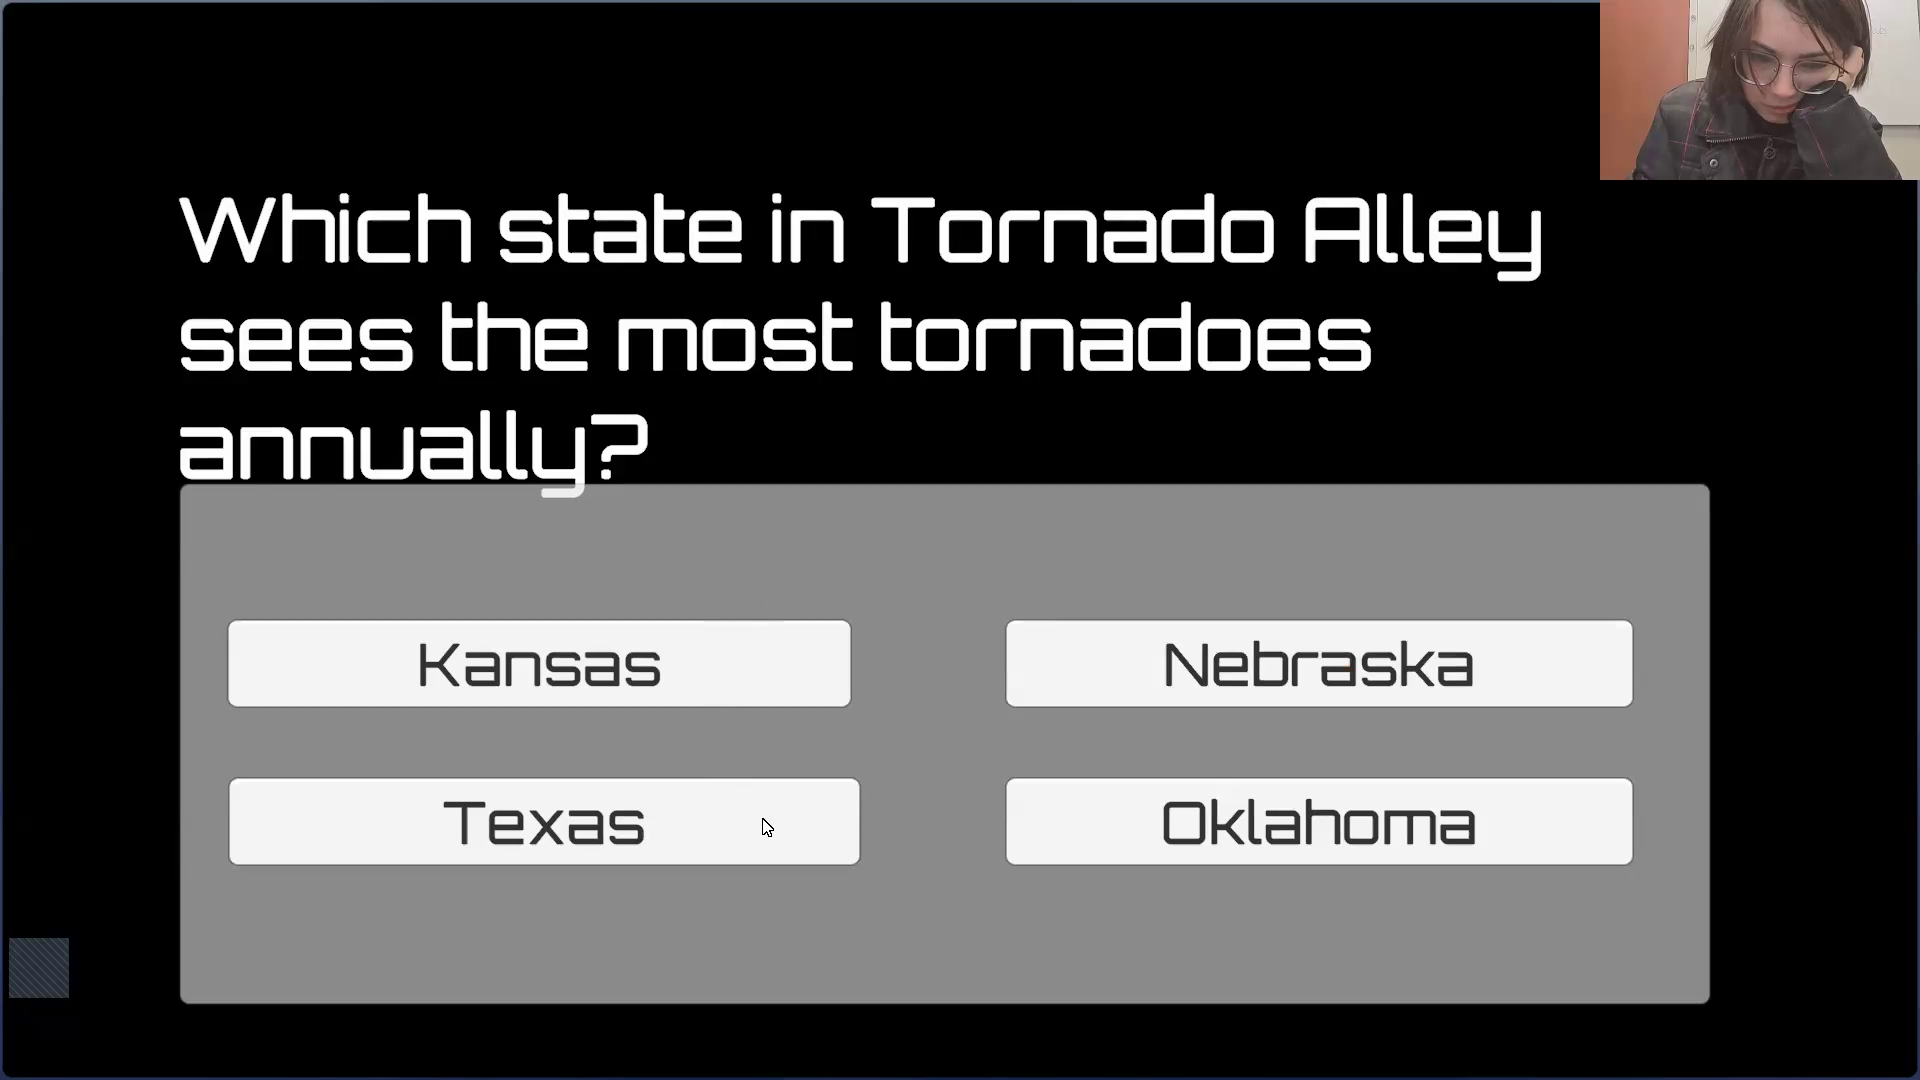 Which state in Tornado Alley
sees the most tornadoes
annually?
Kansas
Nebraska
Texas
Oklahoma